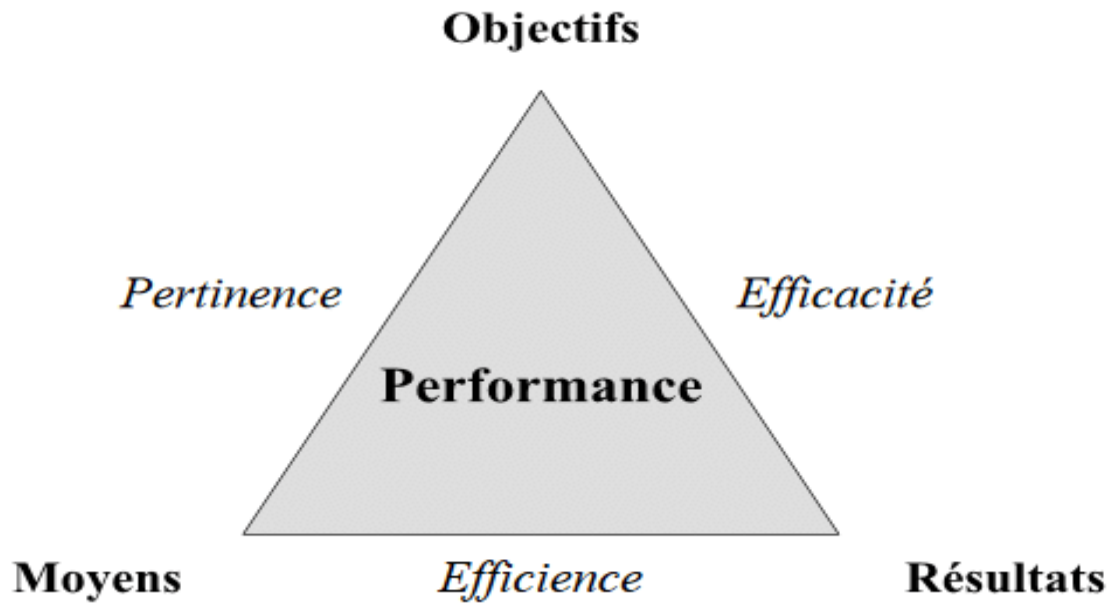 Objectifs
Pertinence Efficacité
Performance
Moyens Efficience Résultats